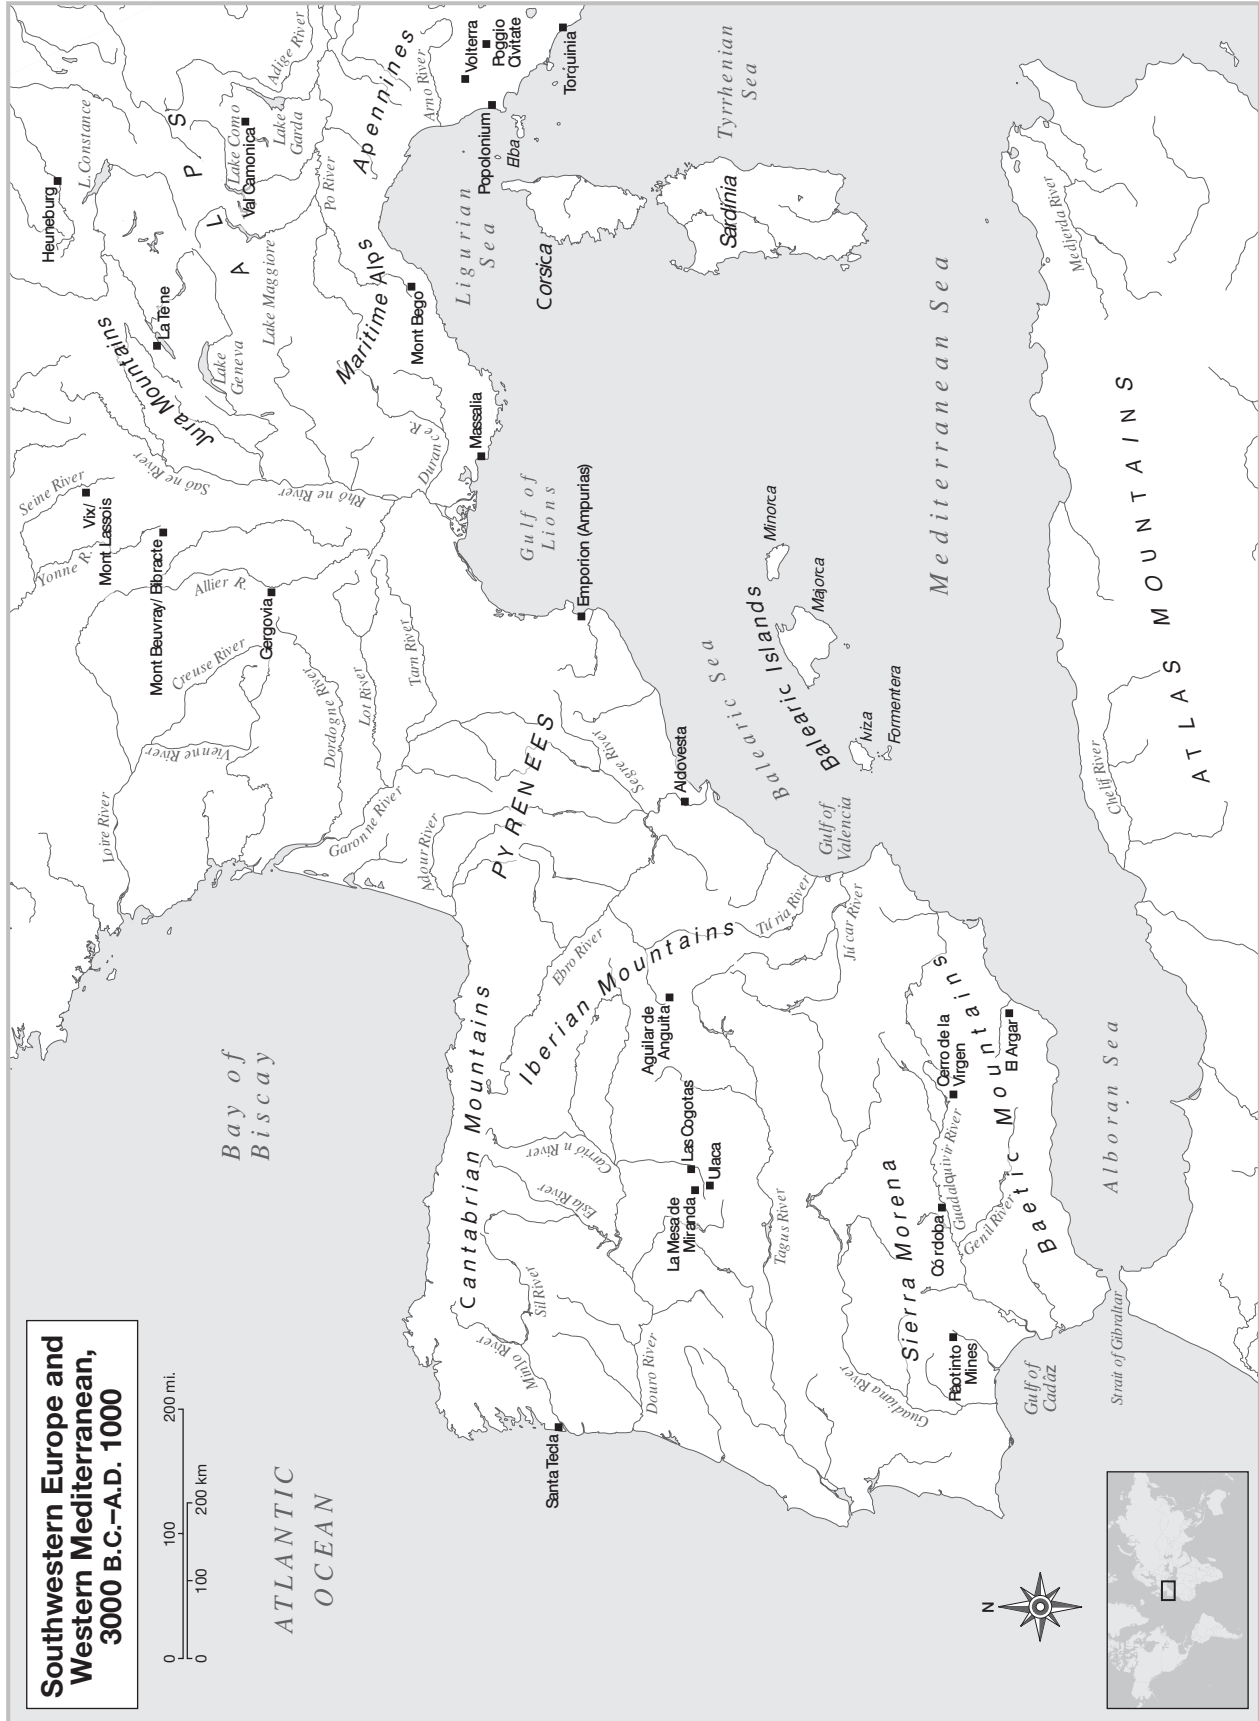 Southwestern Europe and
Western Mediterranean,
3000 B.C.–A.D. 1000
0
100
200 mi.
0
100
200 km
ATLANTIC
OCEAN
Bay of
Biscay
Loire River
Yonne R.
Seine River
Vix/
Mont Lassois
Mont Beuvray/Bibracte
Allier R.
Creuse River
Vienne River
Gergovia
Dordogne River
Lot River
Tarn River
Garonne River
Adour River
Saône River
Rhône River
Durance R.
Jura Mountains
La Tène
Lake
Geneva
Heuneburg
L. Constance
ALPS
Lake Maggiore
Lake Como
Val Camonica
Lake
Garda
Adige River
Po River
Apennines
Arno River
Maritime Alps
Mont Bego
Massalia
Volterra
Poggio
Civitate
Popolonium
Torquinia
Elba
Ligurian
Sea
Corsica
Sardinia
Tyrrhenian
Sea
Gulf of
Lions
Emporion (Ampurias)
PYRENEES
Segre River
Aldovesta
Balearic Sea
Balearic Islands
Minorca
Majorca
Iviza
Formentera
Mediterranean Sea
Gulf of
Valencia
Cantabrian Mountains
Iberian Mountains
Ebro River
Túria River
Júcar River
Aguilar de
Anguita
Carrión River
Esla River
Sil River
Minjo River
Santa Tecla
Douro River
La Mesa de
Miranda
Las Cogotas
Ulaca
Tagus River
Sierra Morena
Guadiana River
Córdoba
Guadalquivir River
Genil River
Cerro de la
Virgen
El Argar
Baetic Mountains
Riotinto
Mines
Gulf of
Cadâz
Strait of Gibraltar
Alboran Sea
Chelif River
Medjerda River
ATLAS MOUNTAINS
N